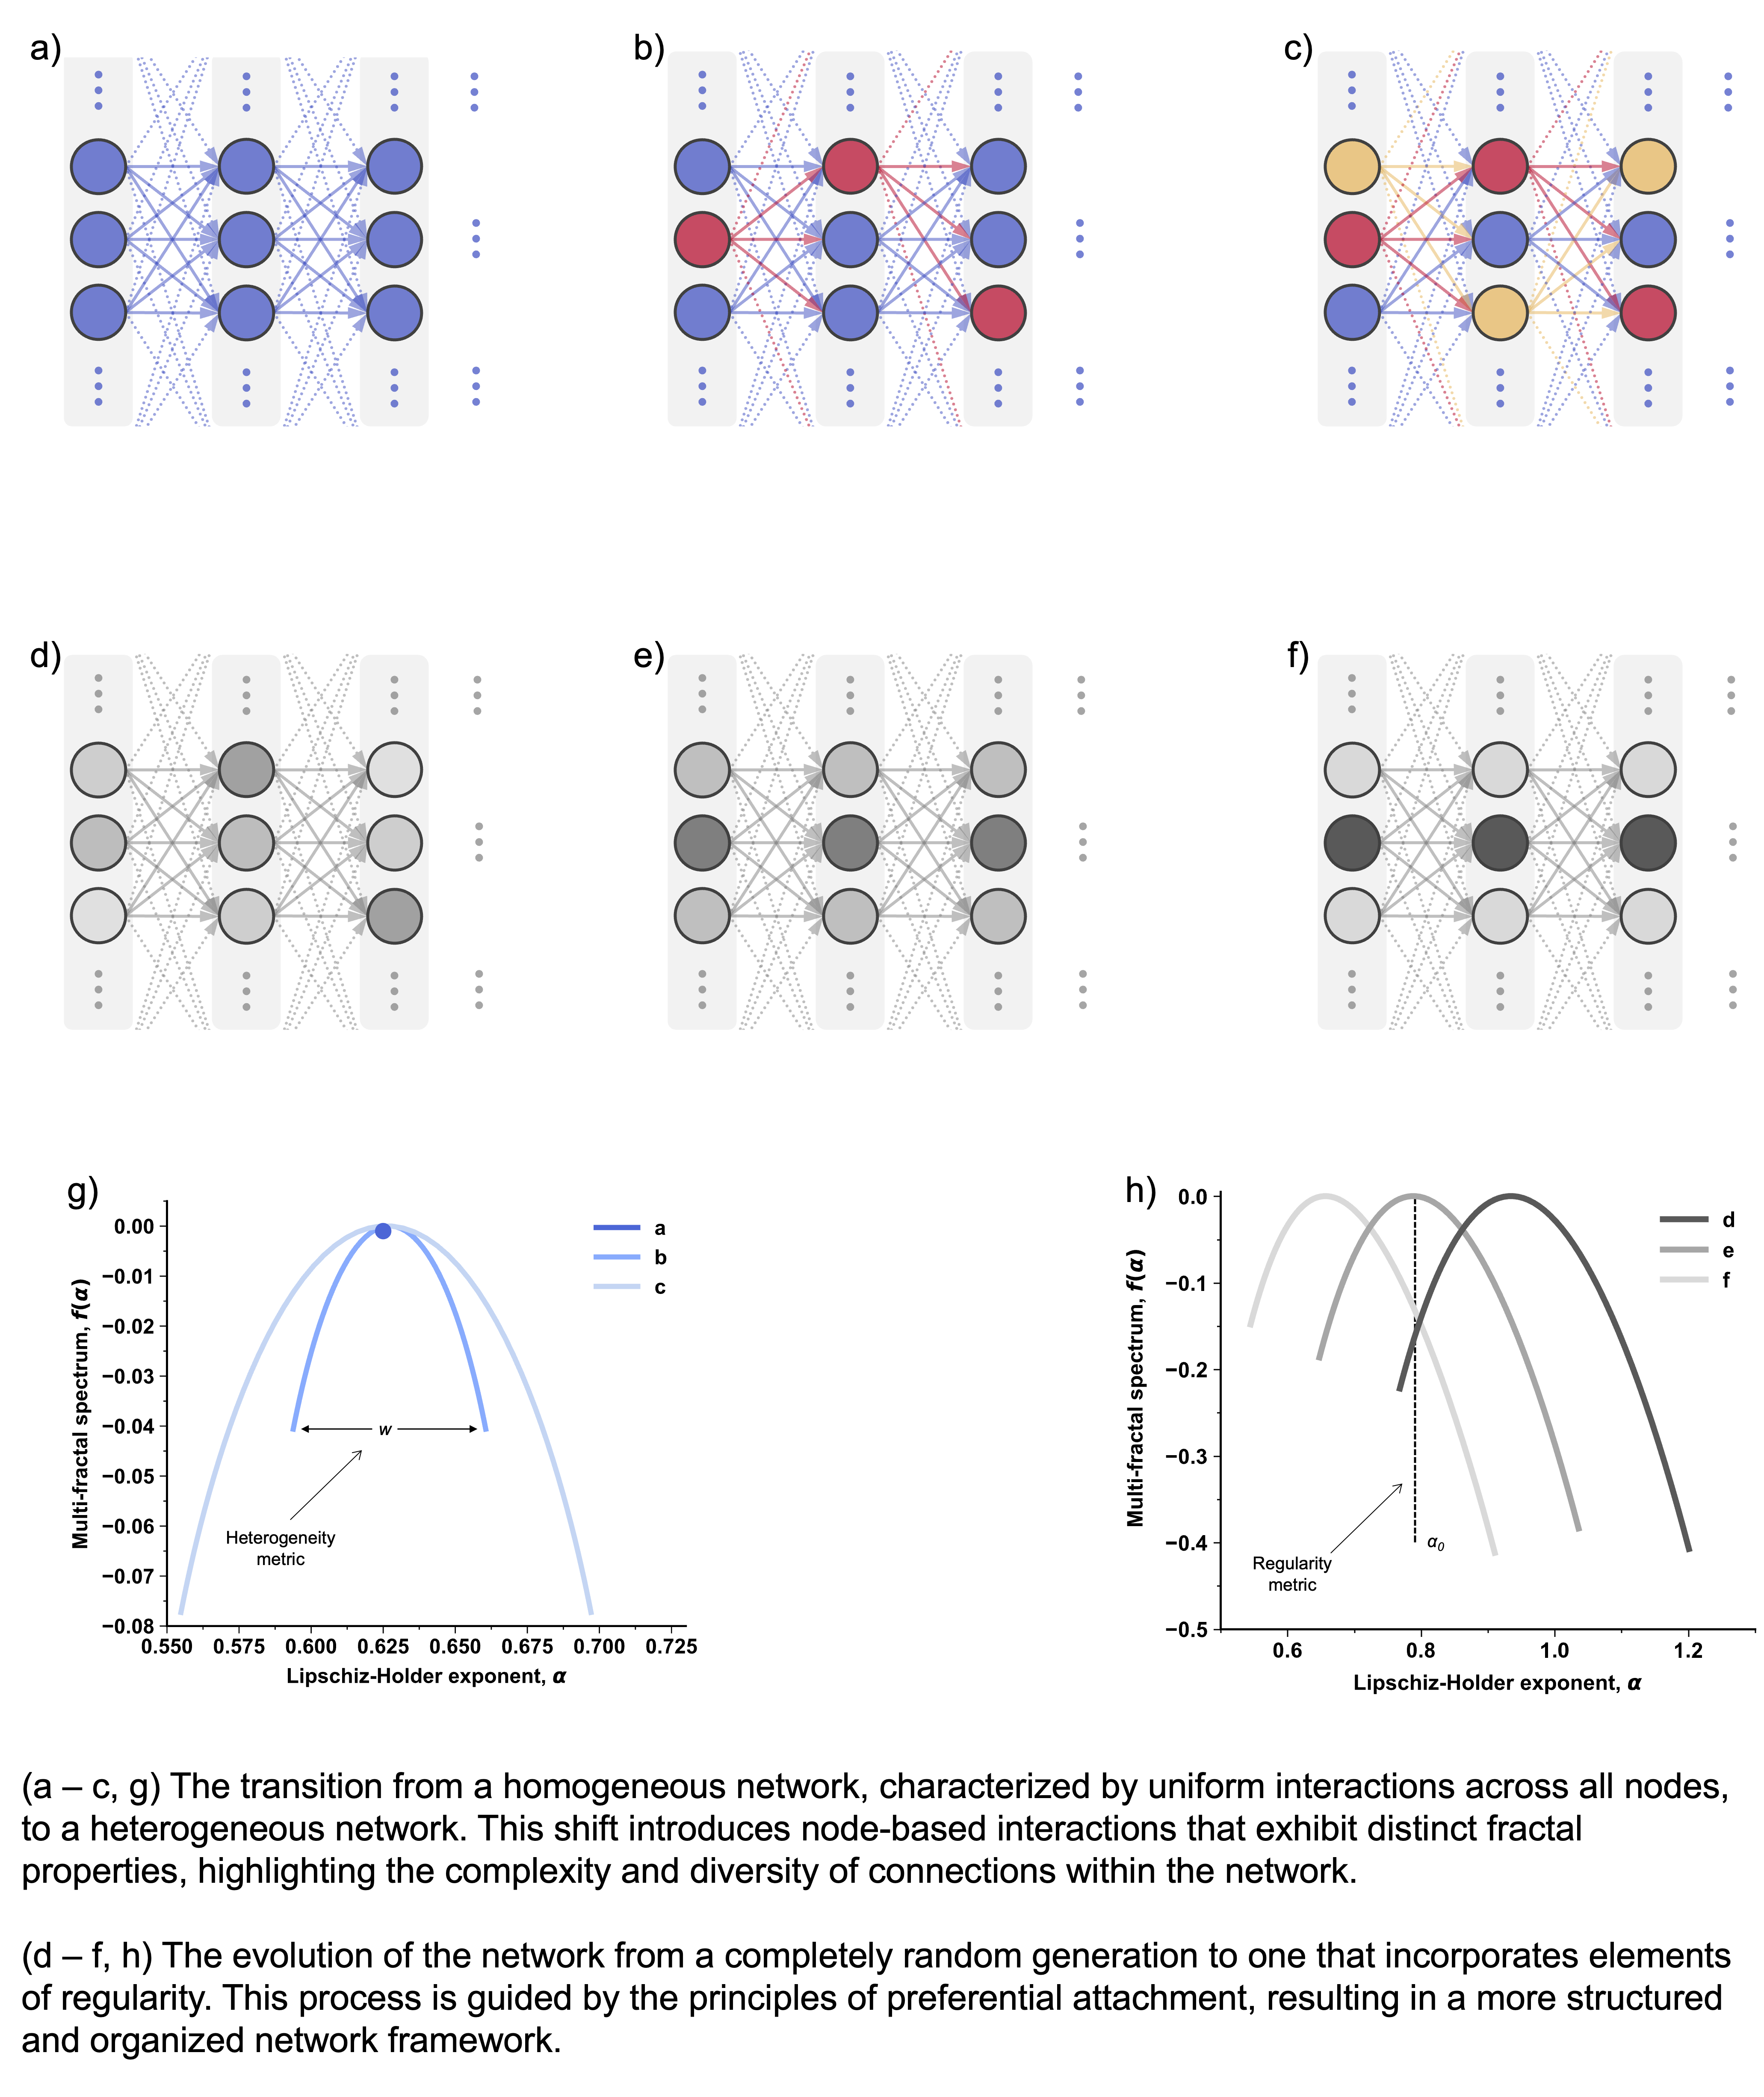 a)
b)
c)
d)
e)
f)
g)
0.00
−0.01
−0.02
−0.03
−0.04
−0.05
−0.06
−0.07
−0.08
0.550 0.575 0.600 0.625 0.650 0.675 0.700 0.725
Multi-fractal spectrum, f(α)
Lipschiz-Holder exponent, α
a
b
c
w
Heterogeneity
metric
h)
0.0
−0.1
−0.2
−0.3
−0.4
−0.5
0.6 0.8 1.0 1.2
Multi-fractal spectrum, f(α)
Lipschiz-Holder exponent, α
d
e
f
α0
Regularity
metric
(a – c, g) The transition from a homogeneous network, characterized by uniform interactions across all nodes,
to a heterogeneous network. This shift introduces node-based interactions that exhibit distinct fractal
properties, highlighting the complexity and diversity of connections within the network.
(d – f, h) The evolution of the network from a completely random generation to one that incorporates elements
of regularity. This process is guided by the principles of preferential attachment, resulting in a more structured
and organized network framework.